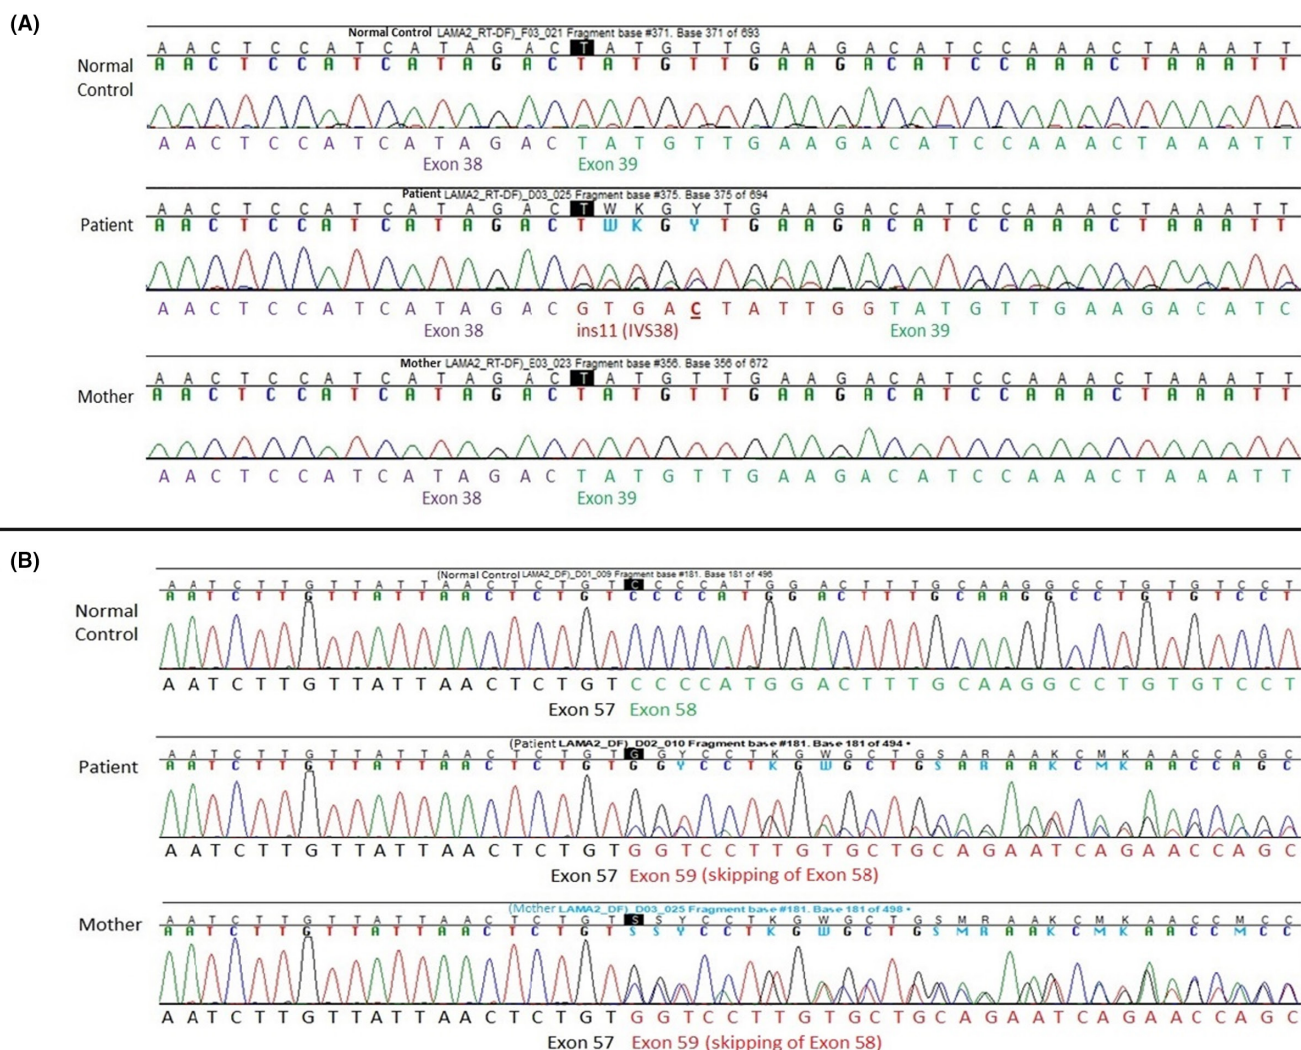 (A)
Normal Control LAMA2_RT-DF)_F03_021 Fragment base #371. Base 371 of 693
A A C T C C A T C A T A G A C T A T G T T G A A G A C A T C C A A A C T A A A T T
Normal Control
A A C T C C A T C A T A G A C T A T G T T G A A G A C A T C C A A A C T A A A T T
A A C T C C A T C A T A G A C T A T G T T G A A G A C A T C C A A A C T A A A T T
Exon 38 Exon 39
Patient LAMA2_RT-DF)_D03_025 Fragment base #375. Base 375 of 694
A A C T C C A T C A T A G A C T W K G Y T G A A G A C A T C C A A A C T A A A T T
Patient
A A C T C C A T C A T A G A C T W K G Y T G A A G A C A T C C A A A C T A A A T T
A A C T C C A T C A T A G A C G T G A C T A T T G G T A T G T T G A A G A C A T C
Exon 38 ins11 (IVS38) Exon 39
Mother LAMA2_RT-DF)_E03_023 Fragment base #356. Base 356 of 672
A A C T C C A T C A T A G A C T A T G T T G A A G A C A T C C A A A C T A A A T T
Mother
A A C T C C A T C A T A G A C T A T G T T G A A G A C A T C C A A A C T A A A T T
A A C T C C A T C A T A G A C T A T G T T G A A G A C A T C C A A A C T A A A T T
Exon 38 Exon 39
(B)
(Normal Control LAMA2_DF)_D01_009 Fragment base #181. Base 181 of 496
A A T C T T G T T A T T A A C T C T G T C C C C A T G G A C T T T G C A A G G C C T G T G T C C T
Normal Control
A A T C T T G T T A T T A A C T C T G T C C C C A T G G A C T T T G C A A G G C C T G T G T C C T
A A T C T T G T T A T T A A C T C T G T C C C C A T G G A C T T T G C A A G G C C T G T G T C C T
Exon 57 Exon 58
(Patient LAMA2_DF)_D02_010 Fragment base #181. Base 181 of 494 •
A A T C T T G T T A T T A A C T C T G T G G Y C C T K G W G C T G S A R A A K C M K A A C C A G C
Patient
A A T C T T G T T A T T A A C T C T G T G G Y C C T K G W G C T G S A R A A K C M K A A C C A G C
A A T C T T G T T A T T A A C T C T G T G G T C C T T G T G C T G C A G A A T C A G A A C C A G C
Exon 57 Exon 59 (skipping of Exon 58)
(Mother LAMA2_DF)_D03_025 Fragment base #181. Base 181 of 498 •
A A T C T T G T T A T T A A C T C T G T S S Y C C T K G W G C T G S M R A A K C M K A A C C M C C
Mother
A A T C T T G T T A T T A A C T C T G T S S Y C C T K G W G C T G S M R A A K C M K A A C C M C C
A A T C T T G T T A T T A A C T C T G T G G T C C T T G T G C T G C A G A A T C A G A A C C A G C
Exon 57 Exon 59 (skipping of Exon 58)